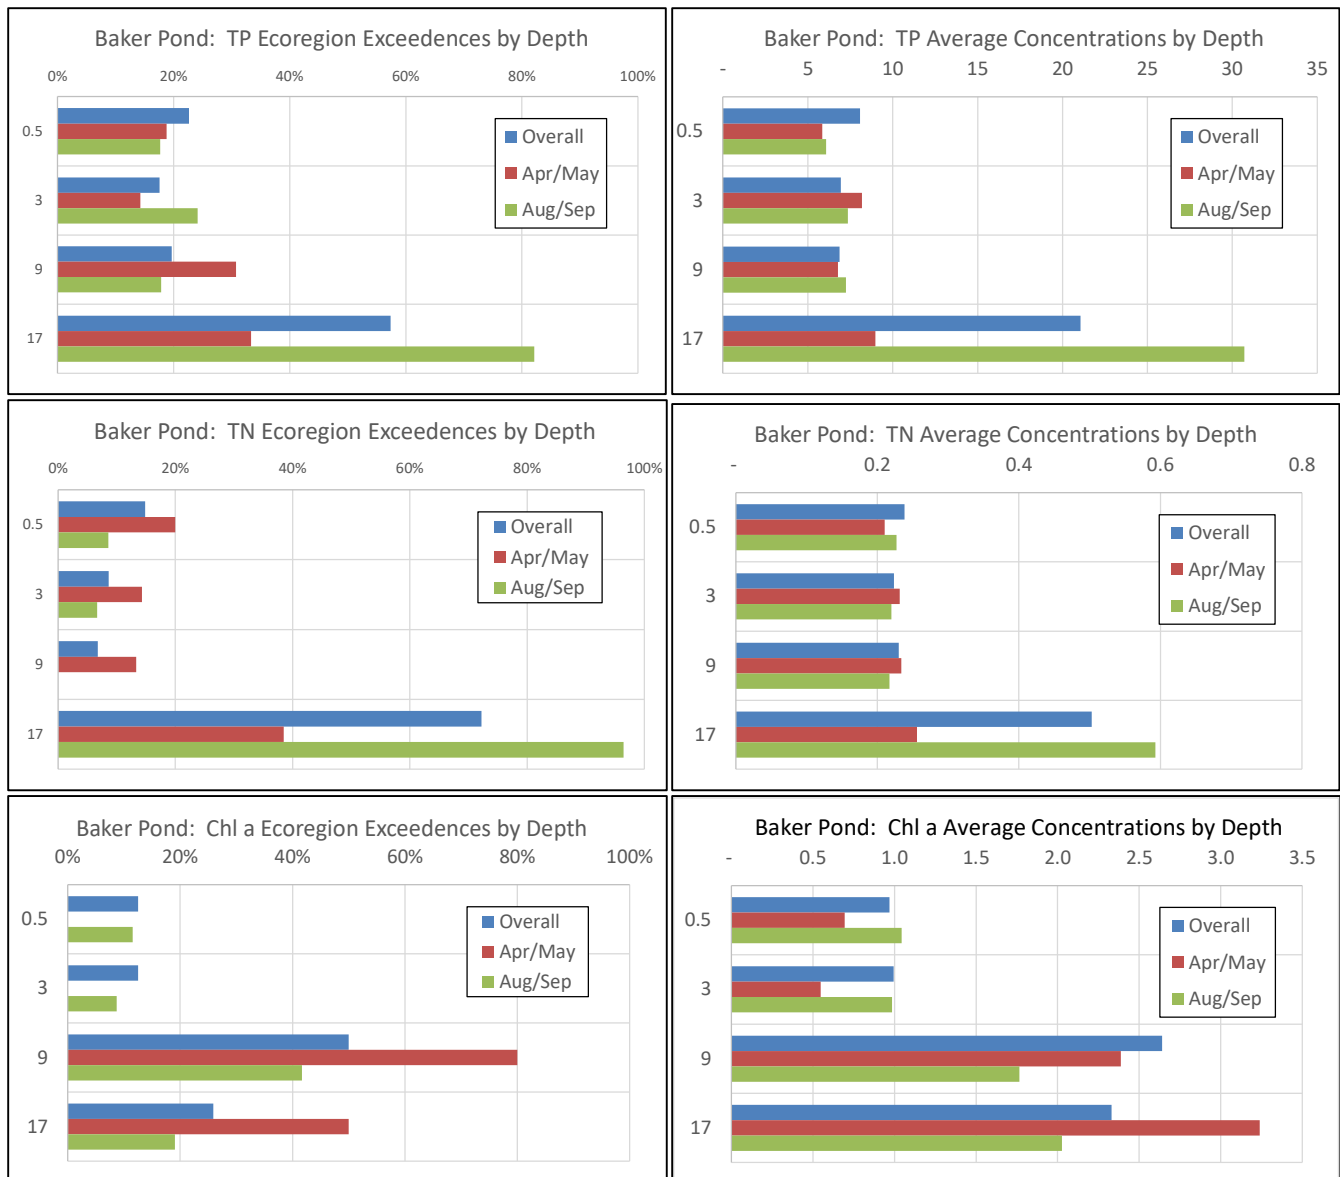 Baker Pond:  TP Ecoregion Exceedences by Depth
0% 20% 40% 60% 80% 100%
0.5
3
9
17
Overall
Apr/May
Aug/Sep
Baker Pond:  TP Average Concentrations by Depth
- 5 10 15 20 25 30 35
0.5
3
9
17
Overall
Apr/May
Aug/Sep
Baker Pond:  TN Ecoregion Exceedences by Depth
0% 20% 40% 60% 80% 100%
0.5
3
9
17
Overall
Apr/May
Aug/Sep
Baker Pond:  TN Average Concentrations by Depth
- 0.2 0.4 0.6 0.8
0.5
3
9
17
Overall
Apr/May
Aug/Sep
Baker Pond:  Chl a Ecoregion Exceedences by Depth
0% 20% 40% 60% 80% 100%
0.5
3
9
17
Overall
Apr/May
Aug/Sep
Baker Pond:  Chl a Average Concentrations by Depth
- 0.5 1.0 1.5 2.0 2.5 3.0 3.5
0.5
3
9
17
Overall
Apr/May
Aug/Sep